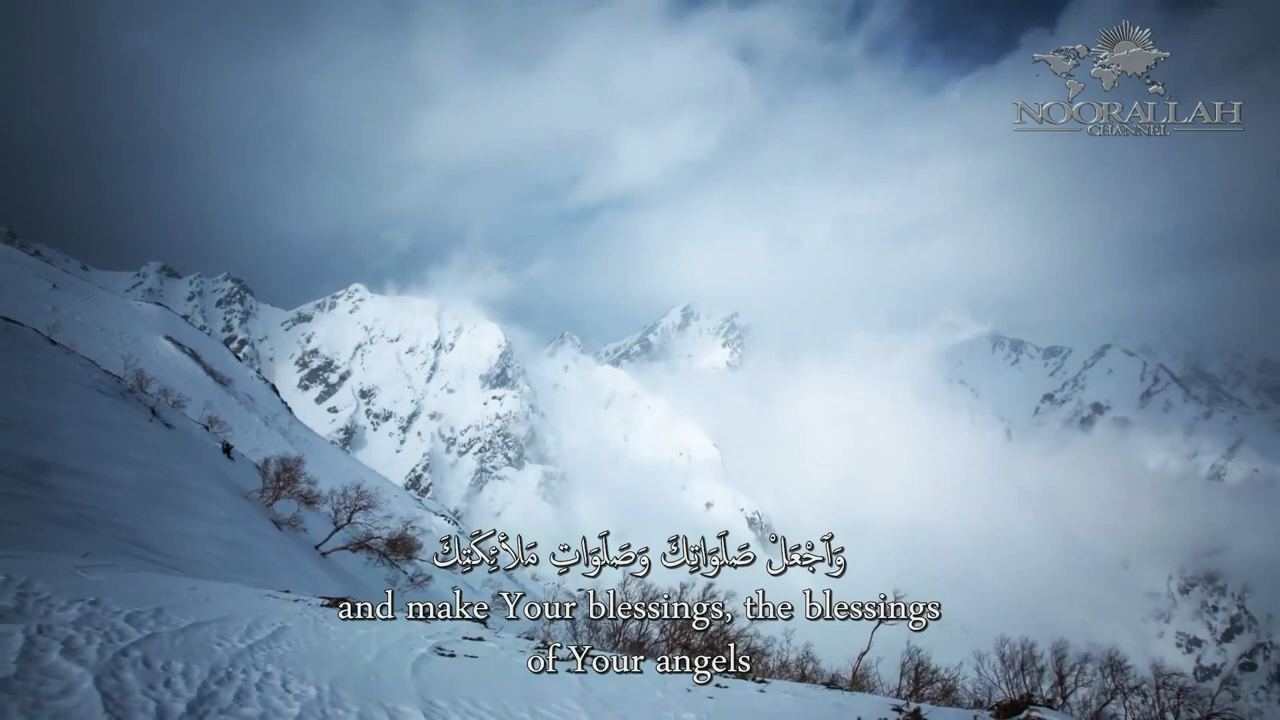 NOORALLAH
CHANNEL
وَٱجْعَلْ صَلَوَاتِكَ وَصَلَوَاتِ مَلَائِكَتِكَ
and make Your blessings, the blessings
of Your angels